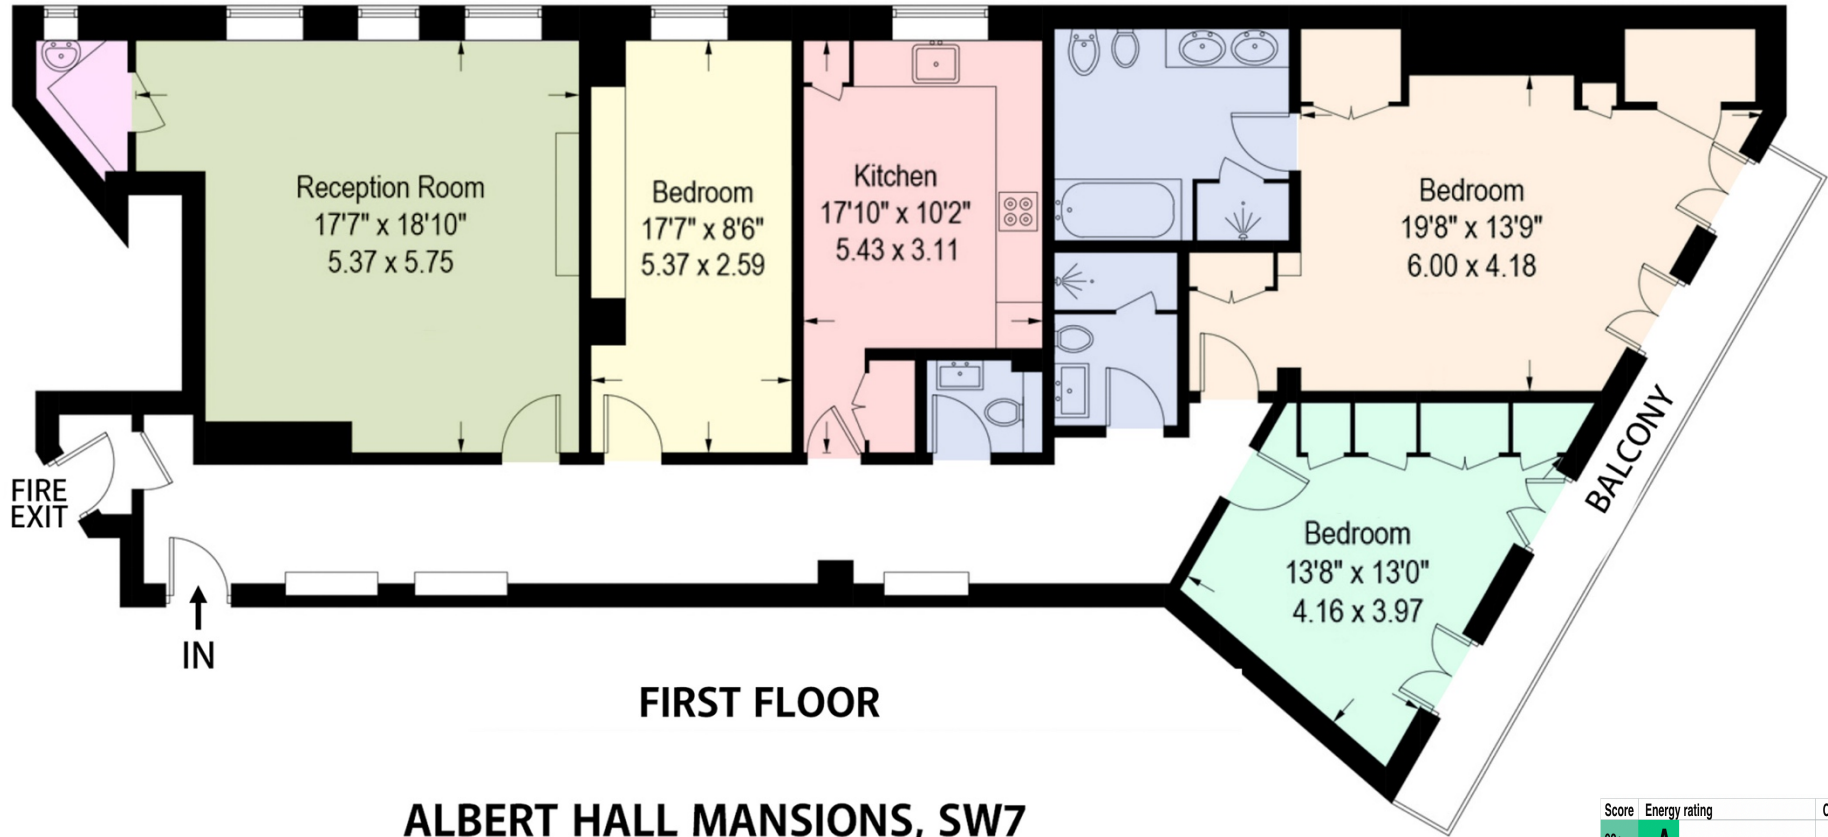 Reception Room
17'7" x 18'10"
5.37 x 5.75
Bedroom
17'7" x 8'6"
5.37 x 2.59
Kitchen
17'10" x 10'2"
5.43 x 3.11
Bedroom
19'8" x 13'9"
6.00 x 4.18
Bedroom
13'8" x 13'0"
4.16 x 3.97
BALCONY
FIRE
EXIT
IN
FIRST FLOOR
ALBERT HALL MANSIONS, SW7
Score Energy rating